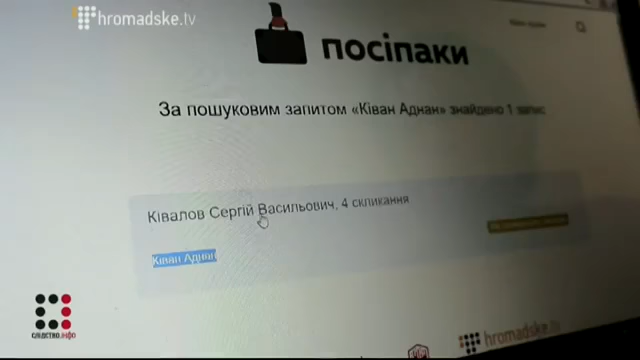 hromadske.tv
посіпаки
За пошуковим запитом «Ківан Аднан» знайдено 1 запис
Ківалов Сергій Васильович, 4 скликання
Ківан Аднан
слєдство.інфо
hromadske.tv